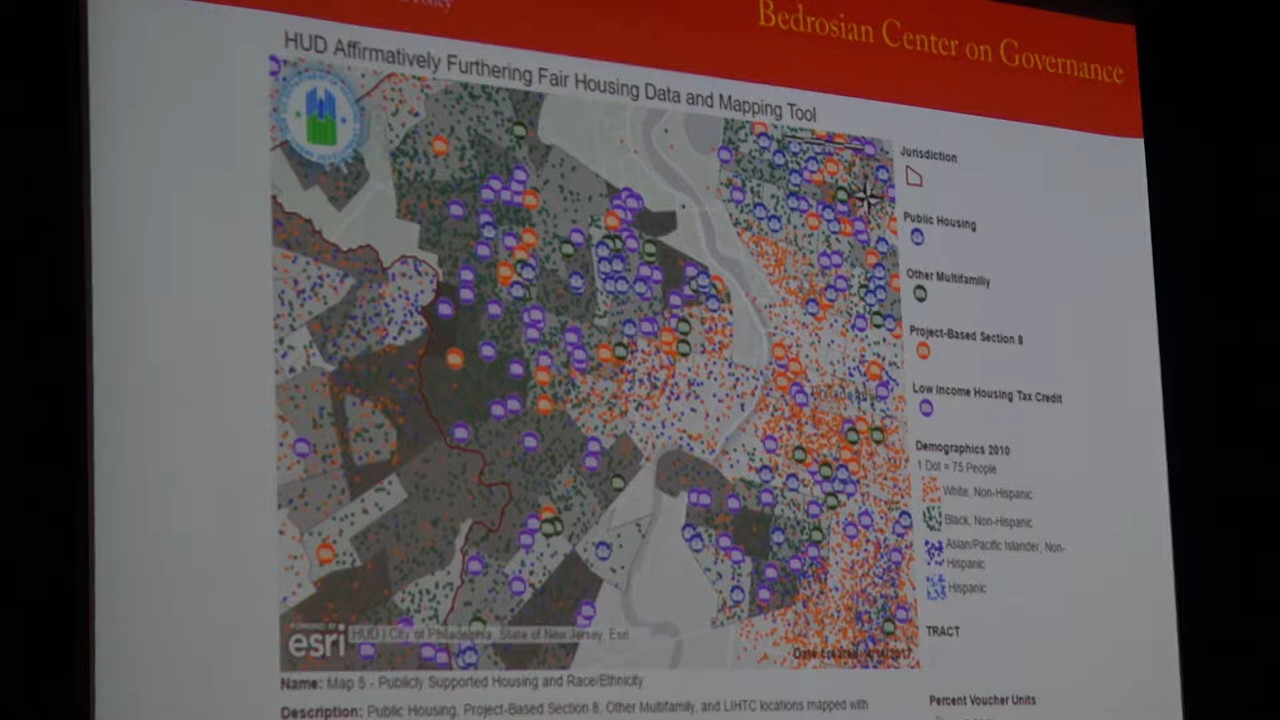 Bedrosian Center on Governance
HUD Affirmatively Furthering Fair Housing Data and Mapping Tool
Jurisdiction
Public Housing
Other Multifamily
Project-Based Section 8
Low Income Housing Tax Credit
Philadelphia
Demographics 2010
1 Dot = 75 People
White, Non-Hispanic
Black, Non-Hispanic
Asian/Pacific Islander, Non-
Hispanic
Hispanic
TRACT
POWERED BY
esri
HUD | City of Philadelphia, State of New Jersey, Esri
Date created:
Name: Map 5 - Publicly Supported Housing and Race/Ethnicity
Percent Voucher Units
Description: Public Housing, Project-Based Section 8, Other Multifamily, and LIHTC locations mapped with